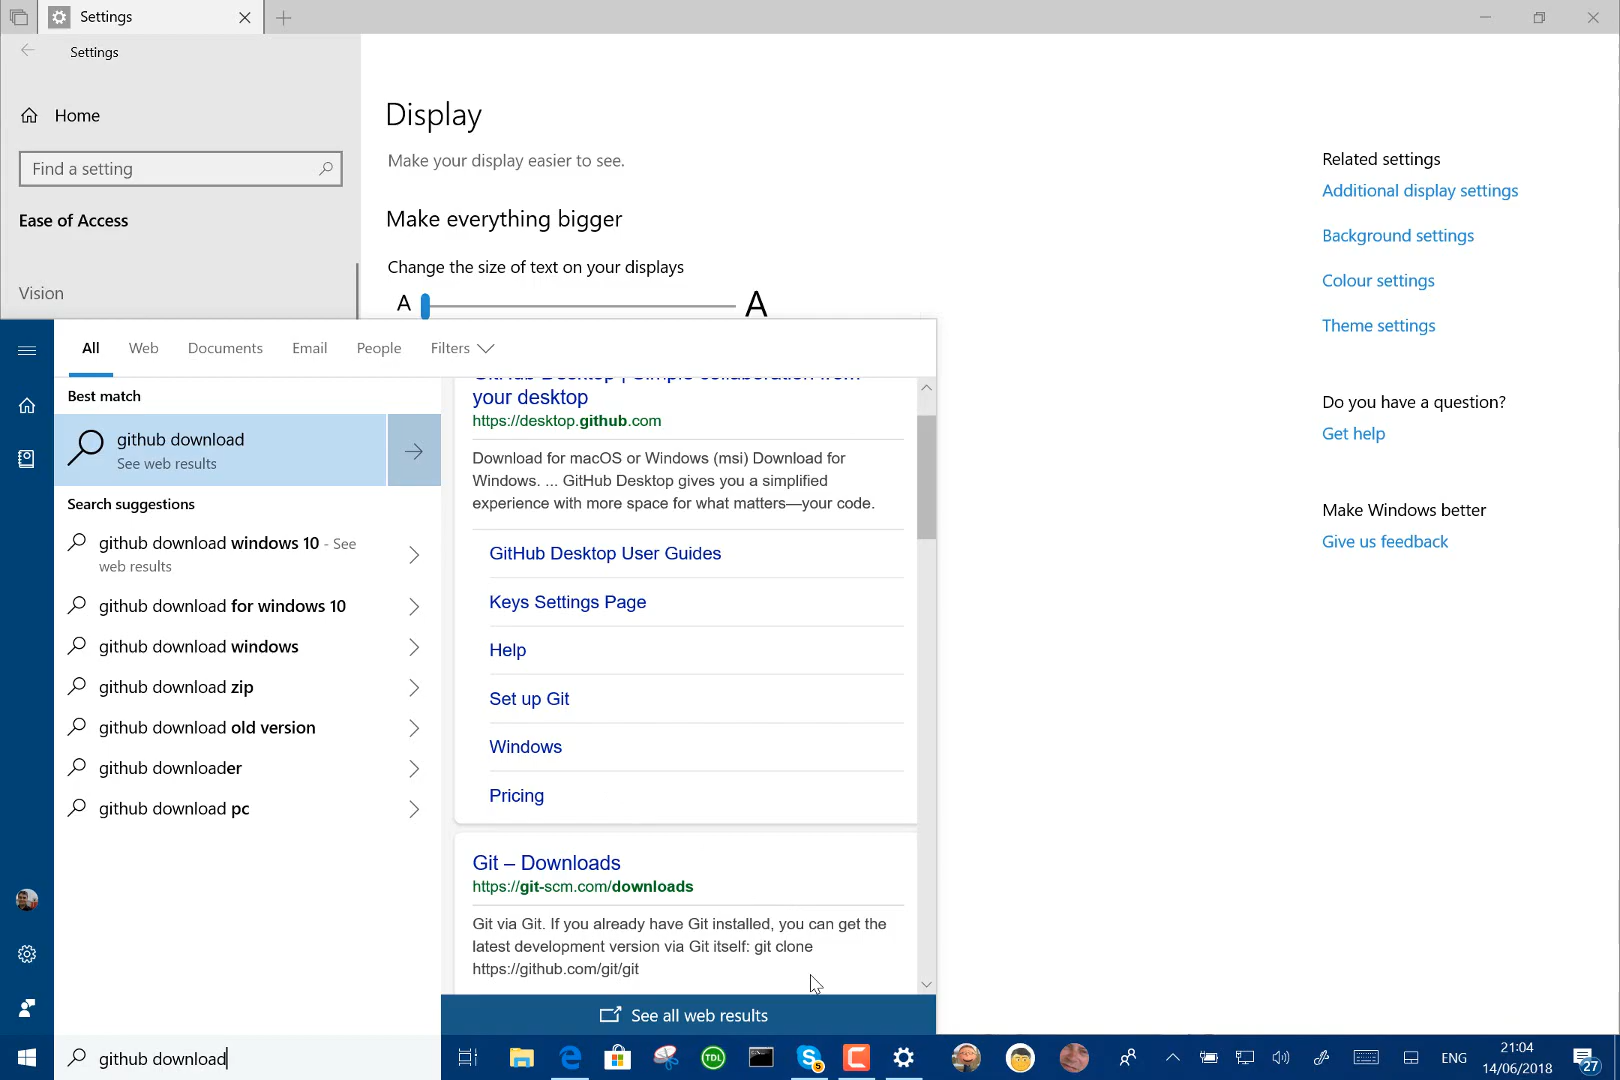 Settings
Settings
Home
Find a setting
Ease of Access
Vision
Display
Make your display easier to see.
Make everything bigger
Change the size of text on your displays
A A
Related settings
Additional display settings
Background settings
Colour settings
Theme settings
Do you have a question?
Get help
Make Windows better
Give us feedback
All Web Documents Email People Filters
Best match
github download
See web results
Search suggestions
github download windows 10 - See
web results
github download for windows 10
github download windows
github download zip
github download old version
github downloader
github download pc
GitHub Desktop | Simple collaboration from
your desktop
https://desktop.github.com
Download for macOS or Windows (msi) Download for
Windows. ... GitHub Desktop gives you a simplified
experience with more space for what matters—your code.
GitHub Desktop User Guides
Keys Settings Page
Help
Set up Git
Windows
Pricing
Git – Downloads
https://git-scm.com/downloads
Git via Git. If you already have Git installed, you can get the
latest development version via Git itself: git clone
https://github.com/git/git
See all web results
github download
TDL
5
ENG
21:04
14/06/2018
27